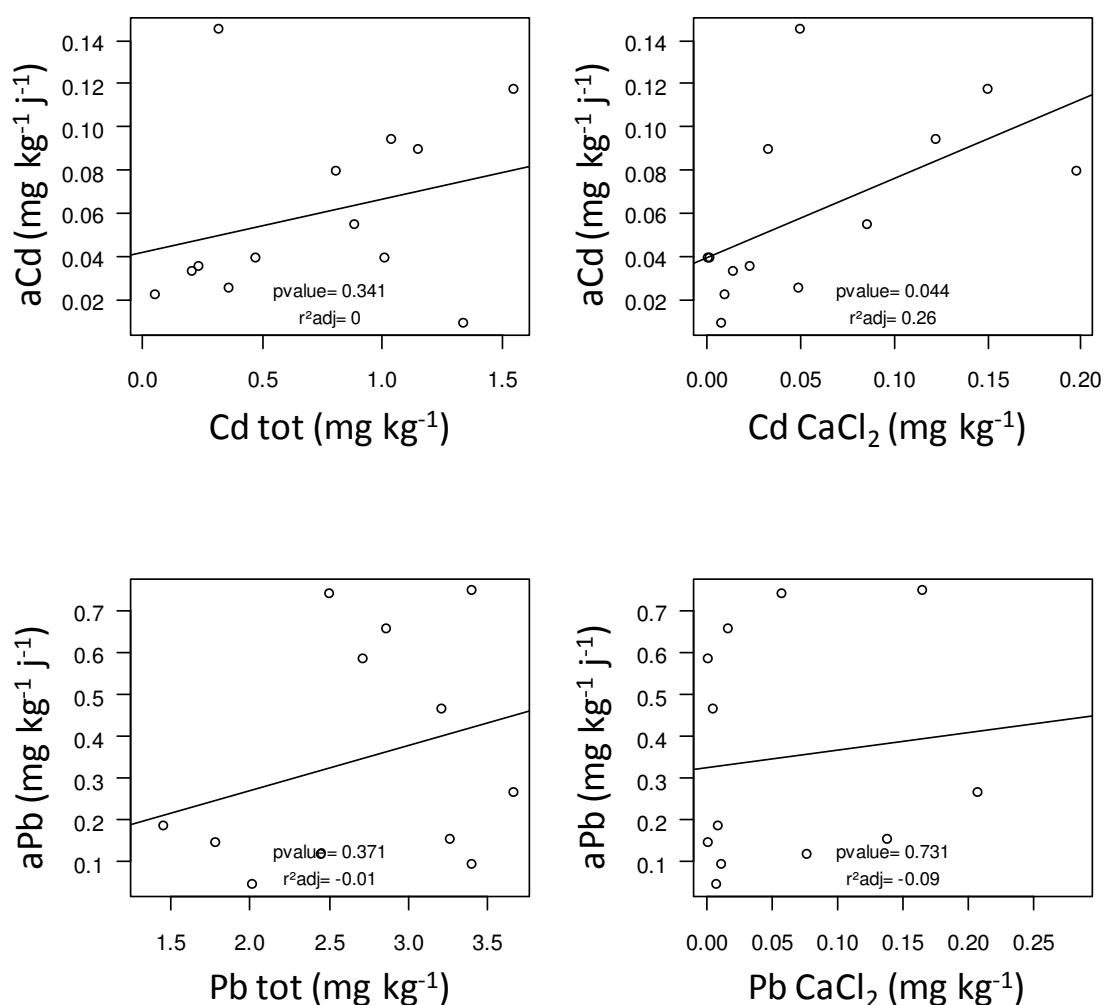 aCd (mg kg⁻¹ j⁻¹)
0.14
0.12
0.10
0.08
0.06
0.04
0.02
pvalue= 0.341
r²adj= 0
0.0 0.5 1.0 1.5
Cd tot (mg kg⁻¹)
aCd (mg kg⁻¹ j⁻¹)
0.14
0.12
0.10
0.08
0.06
0.04
0.02
pvalue= 0.044
r²adj= 0.26
0.00 0.05 0.10 0.15 0.20
Cd CaCl₂ (mg kg⁻¹)
aPb (mg kg⁻¹ j⁻¹)
0.7
0.6
0.5
0.4
0.3
0.2
0.1
pvalue= 0.371
r²adj= -0.01
1.5 2.0 2.5 3.0 3.5
Pb tot (mg kg⁻¹)
aPb (mg kg⁻¹ j⁻¹)
0.7
0.6
0.5
0.4
0.3
0.2
0.1
pvalue= 0.731
r²adj= -0.09
0.00 0.05 0.10 0.15 0.20 0.25
Pb CaCl₂ (mg kg⁻¹)